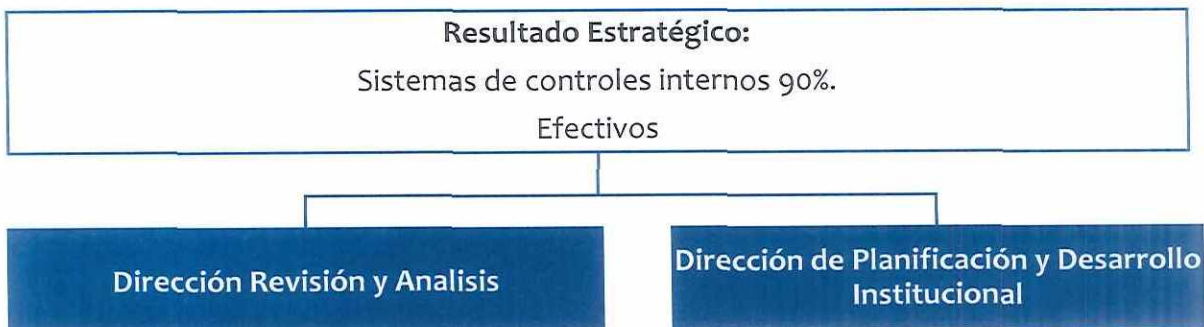 Resultado Estratégico:
Sistemas de controles internos 90%.
Efectivos
Dirección Revisión y Analisis
Dirección de Planificación y Desarrollo
Institucional